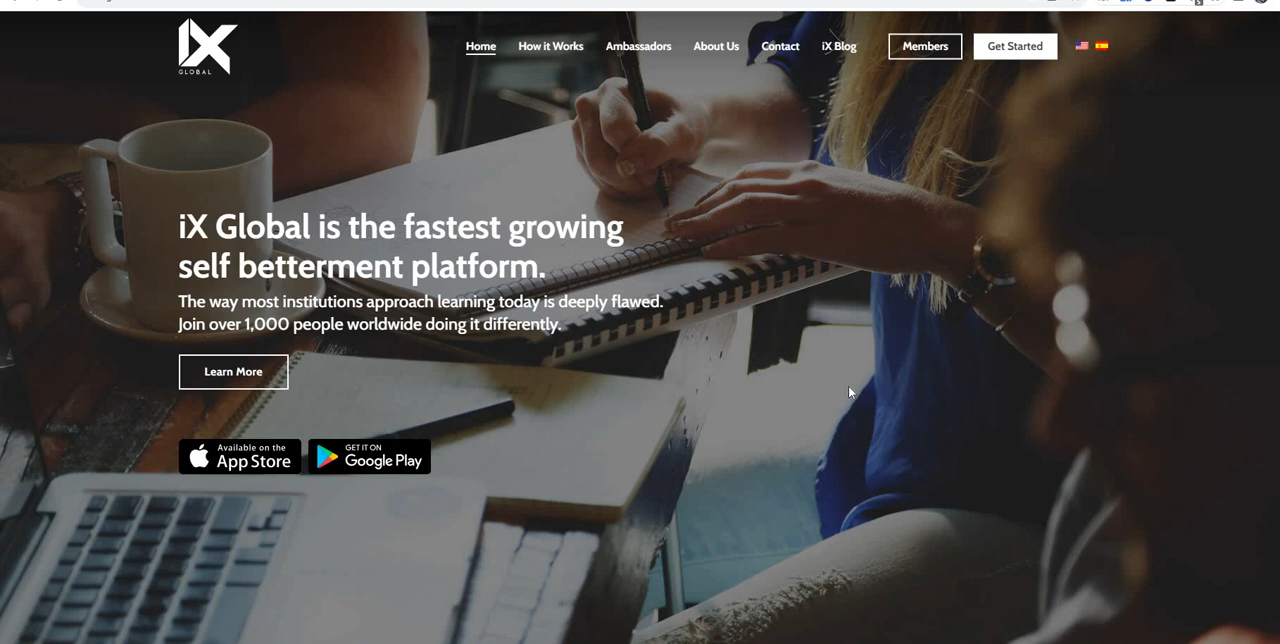 iX
GLOBAL
Home
How it Works
Ambassadors
About Us
Contact
iX Blog
Members
Get Started
iX Global is the fastest growing
self betterment platform.
The way most institutions approach learning today is deeply flawed.
Join over 1,000 people worldwide doing it differently.
Learn More
Available on the
App Store
GET IT ON
Google Play